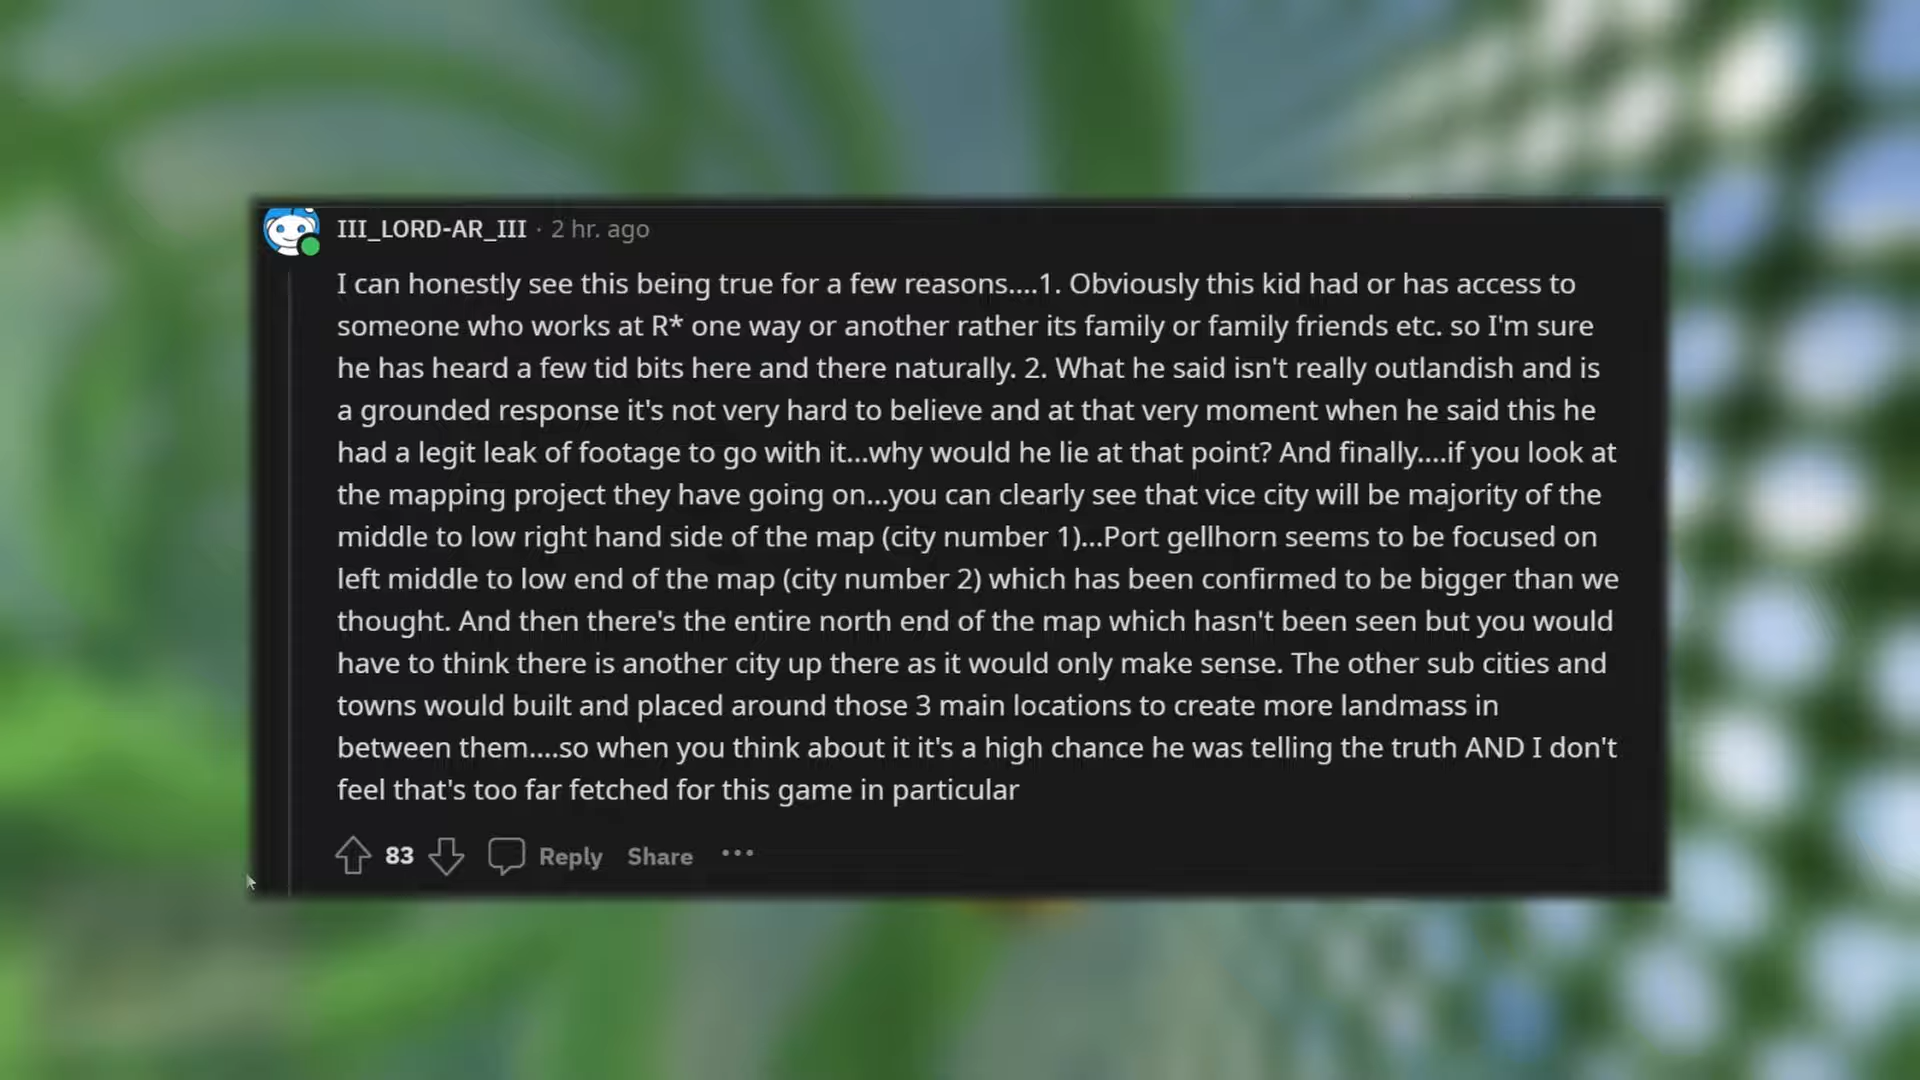 III_LORD-AR_III · 2 hr. ago
I can honestly see this being true for a few reasons....1. Obviously this kid had or has access to
someone who works at R* one way or another rather its family or family friends etc. so I'm sure
he has heard a few tid bits here and there naturally. 2. What he said isn't really outlandish and is
a grounded response it's not very hard to believe and at that very moment when he said this he
had a legit leak of footage to go with it...why would he lie at that point? And finally....if you look at
the mapping project they have going on...you can clearly see that vice city will be majority of the
middle to low right hand side of the map (city number 1)...Port gellhorn seems to be focused on
left middle to low end of the map (city number 2) which has been confirmed to be bigger than we
thought. And then there's the entire north end of the map which hasn't been seen but you would
have to think there is another city up there as it would only make sense. The other sub cities and
towns would built and placed around those 3 main locations to create more landmass in
between them....so when you think about it it's a high chance he was telling the truth AND I don't
feel that's too far fetched for this game in particular
83 Reply Share ...